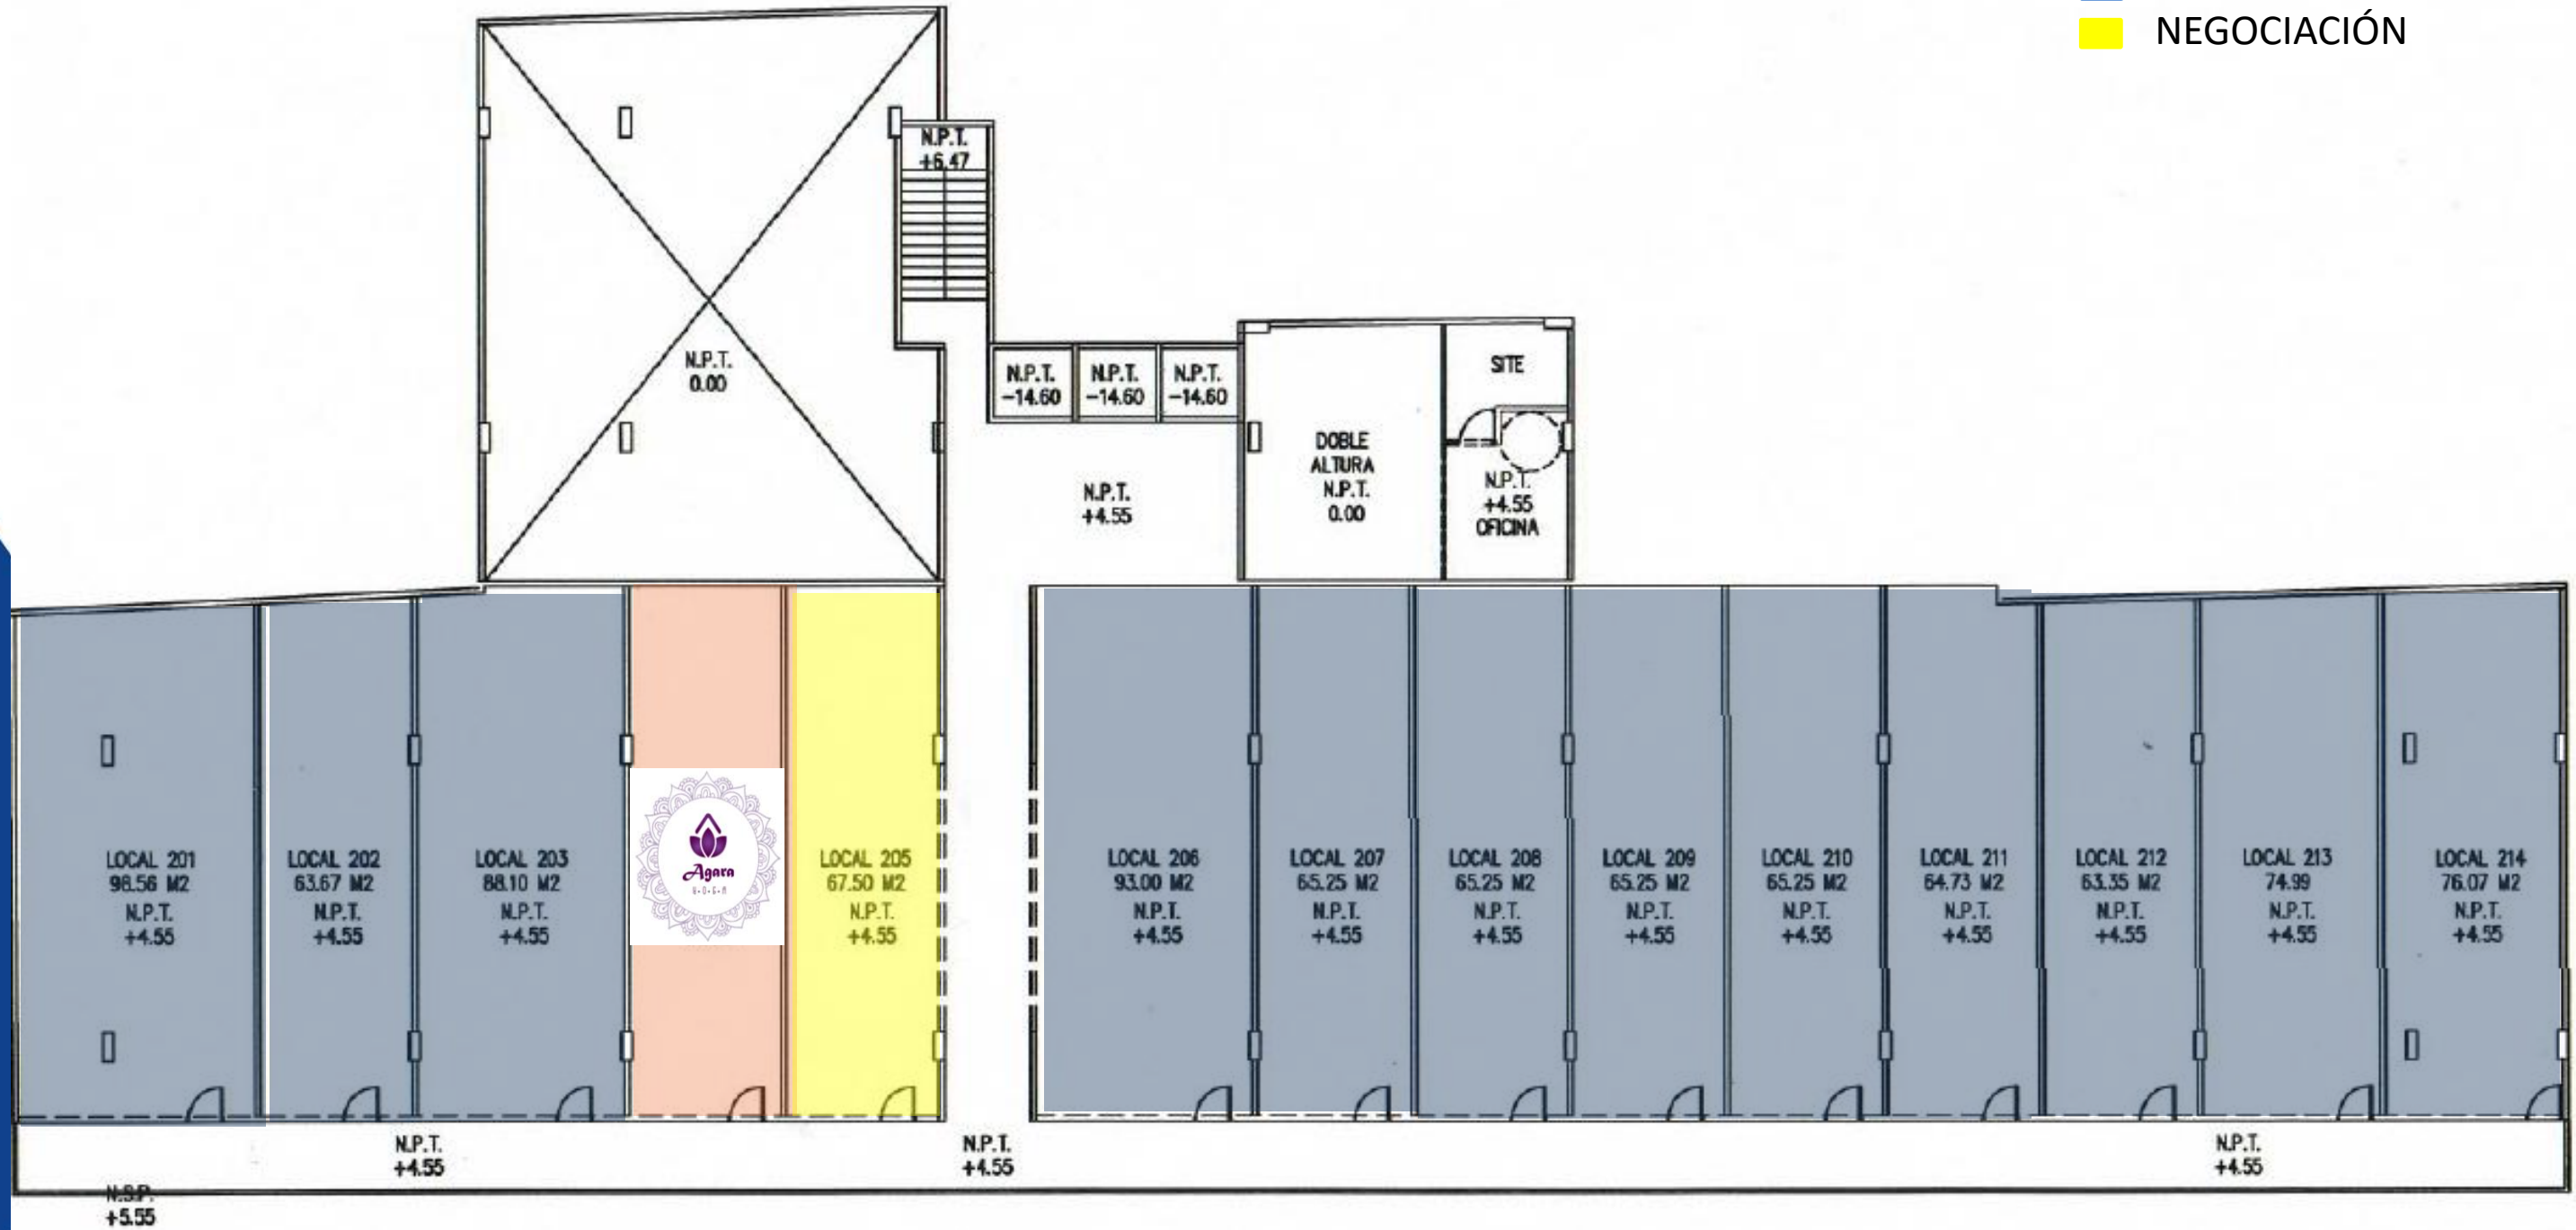 NEGOCIACIÓN
N.P.T.
+6.47
N.P.T.
0.00
N.P.T.
-14.60
N.P.T.
-14.60
N.P.T.
-14.60
SITE
DOBLE
ALTURA
N.P.T.
0.00
N.P.T.
+4.55
OFICINA
N.P.T.
+4.55
LOCAL 201
98.56 M2
N.P.T.
+4.55
LOCAL 202
63.67 M2
N.P.T.
+4.55
LOCAL 203
88.10 M2
N.P.T.
+4.55
Agara
LOCAL 205
67.50 M2
N.P.T.
+4.55
LOCAL 206
93.00 M2
N.P.T.
+4.55
LOCAL 207
65.25 M2
N.P.T.
+4.55
LOCAL 208
65.25 M2
N.P.T.
+4.55
LOCAL 209
65.25 M2
N.P.T.
+4.55
LOCAL 210
65.25 M2
N.P.T.
+4.55
LOCAL 211
64.73 M2
N.P.T.
+4.55
LOCAL 212
63.35 M2
N.P.T.
+4.55
LOCAL 213
74.99
N.P.T.
+4.55
LOCAL 214
76.07 M2
N.P.T.
+4.55
N.P.T.
+4.55
N.P.T.
+4.55
N.P.T.
+4.55
N.S.P.
+5.55